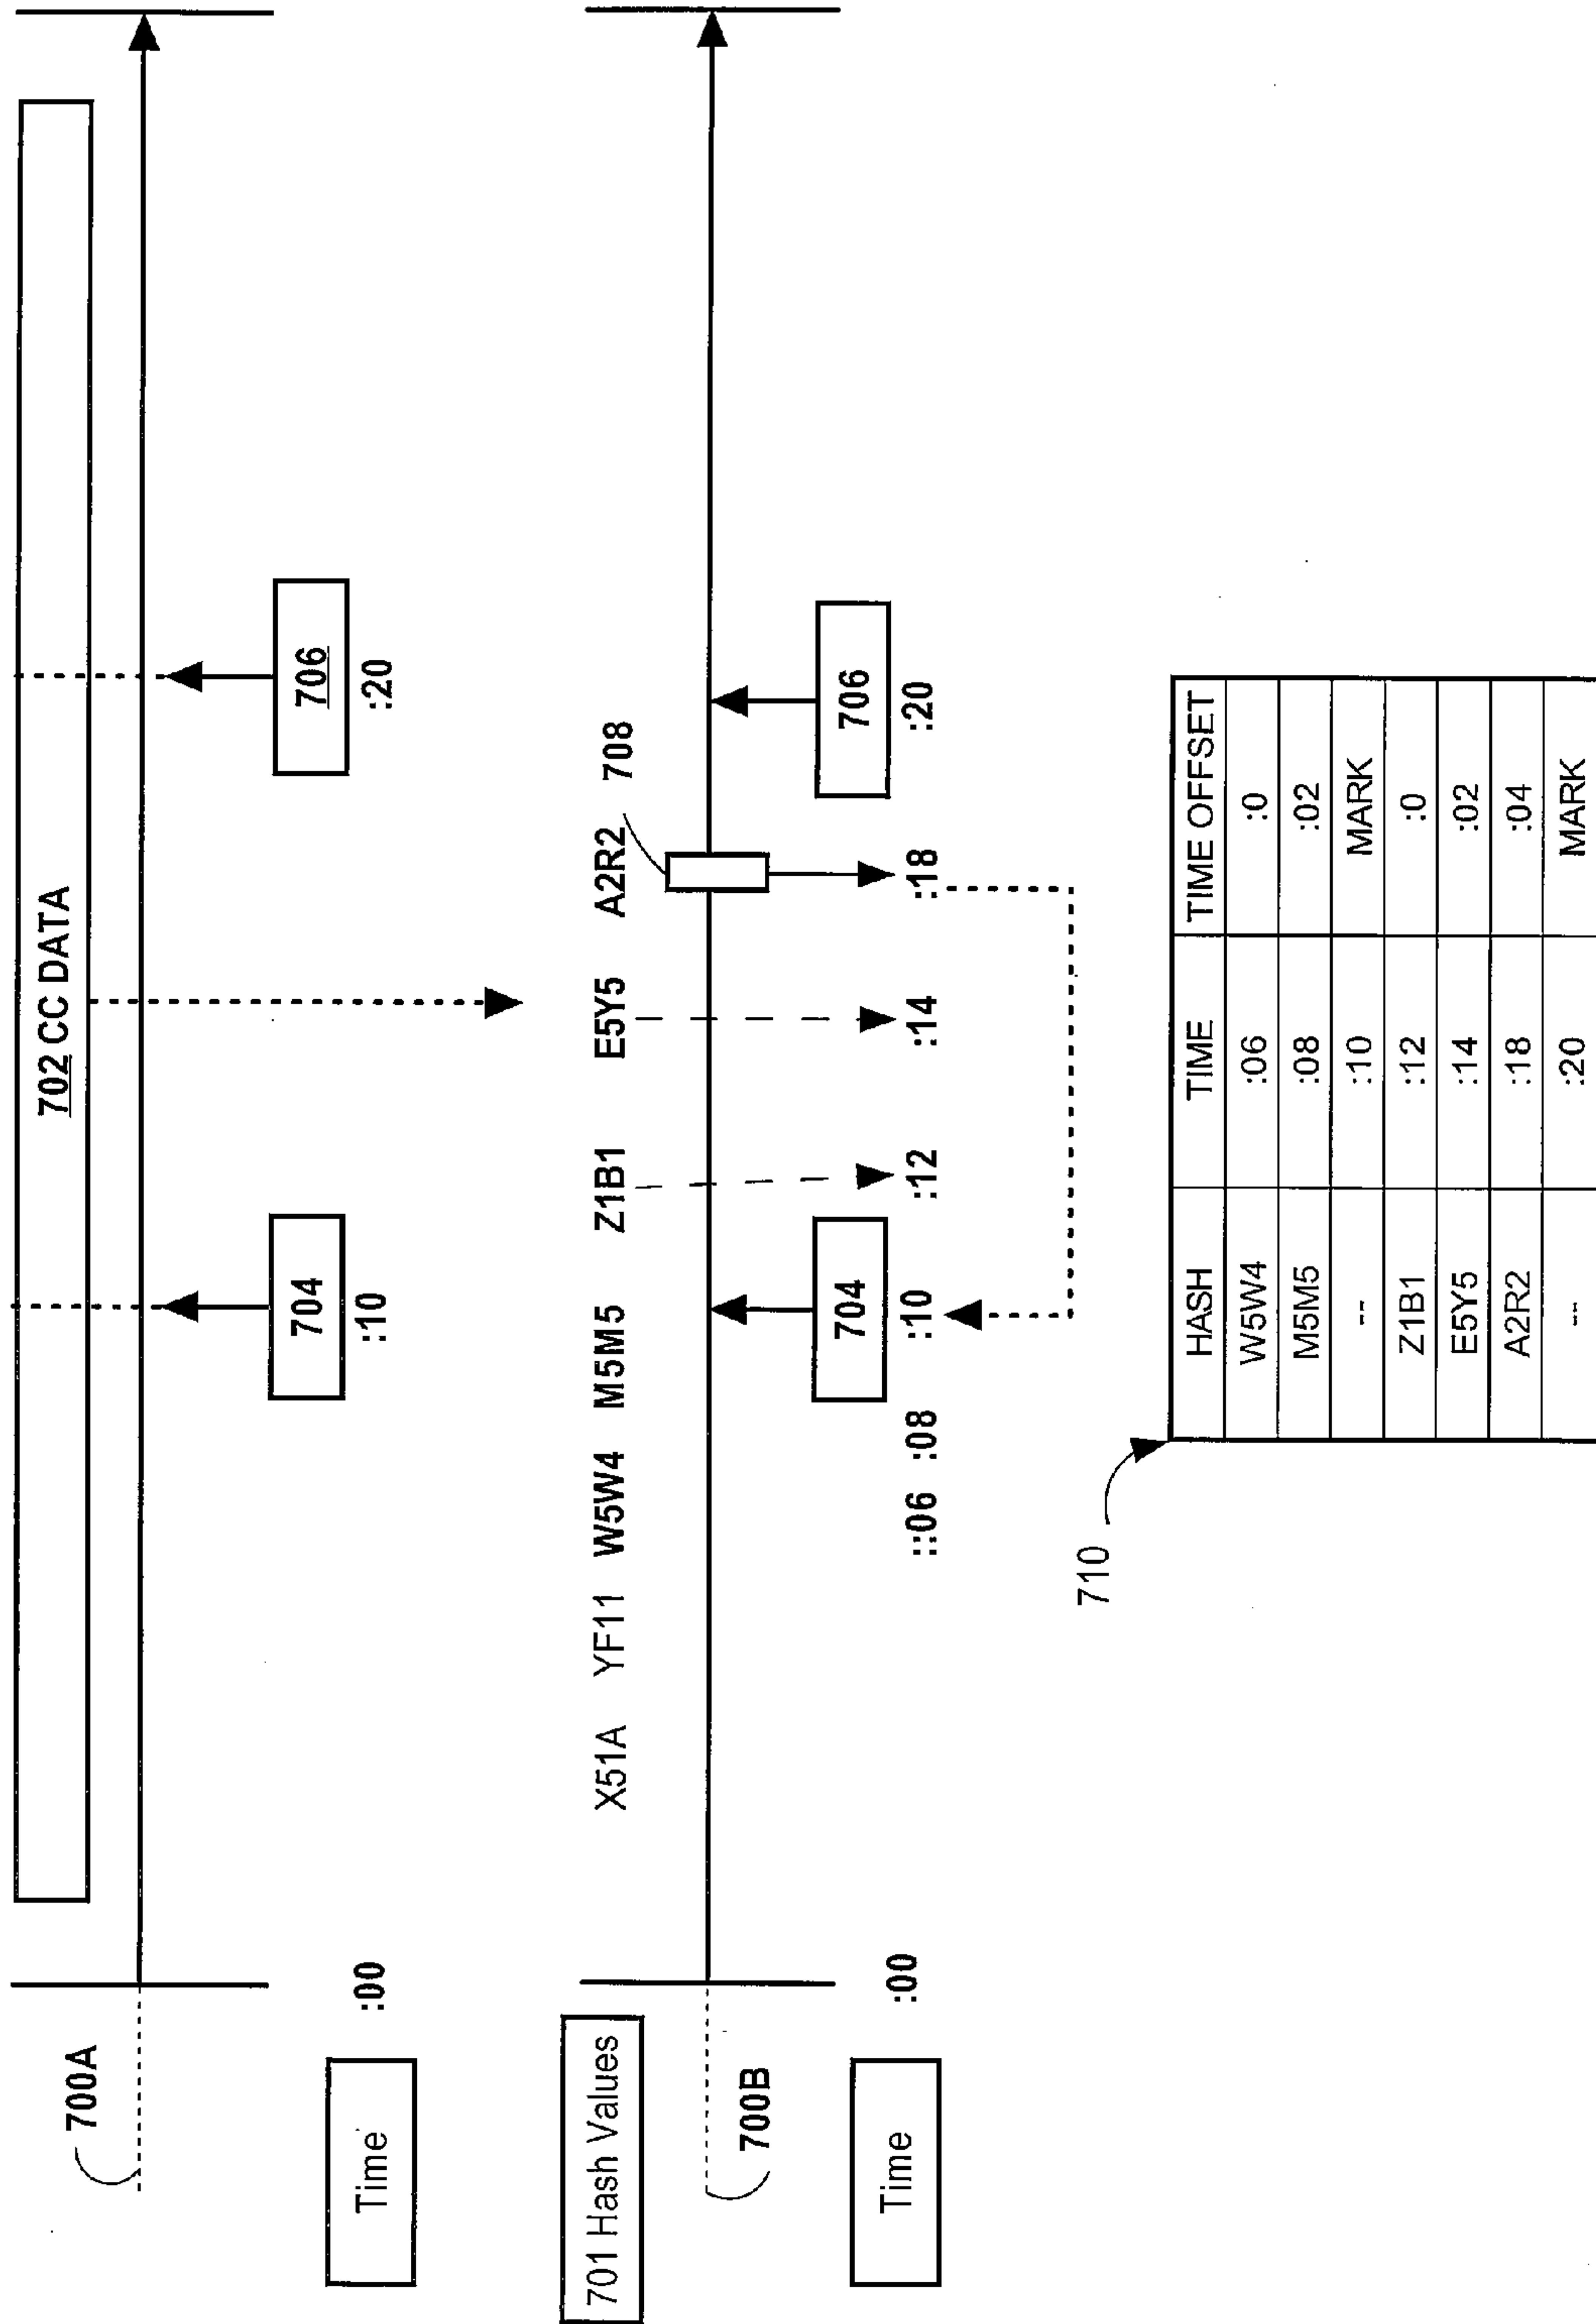 700A
702 CC DATA
704
706
Time
:00
:10
:20
701 Hash Values
X51A YF11 W5W4 M5M5 Z1B1 E5Y5 A2R2
708
700B
704
706
Time
:00
::06
:08
:10
:12
:14
:18
:20
710
HASH TIME TIME OFFSET
W5W4 :06 :0
M5M5 :08 :02
-- :10 MARK
Z1B1 :12 :0
E5Y5 :14 :02
A2R2 :18 :04
-- :20 MARK